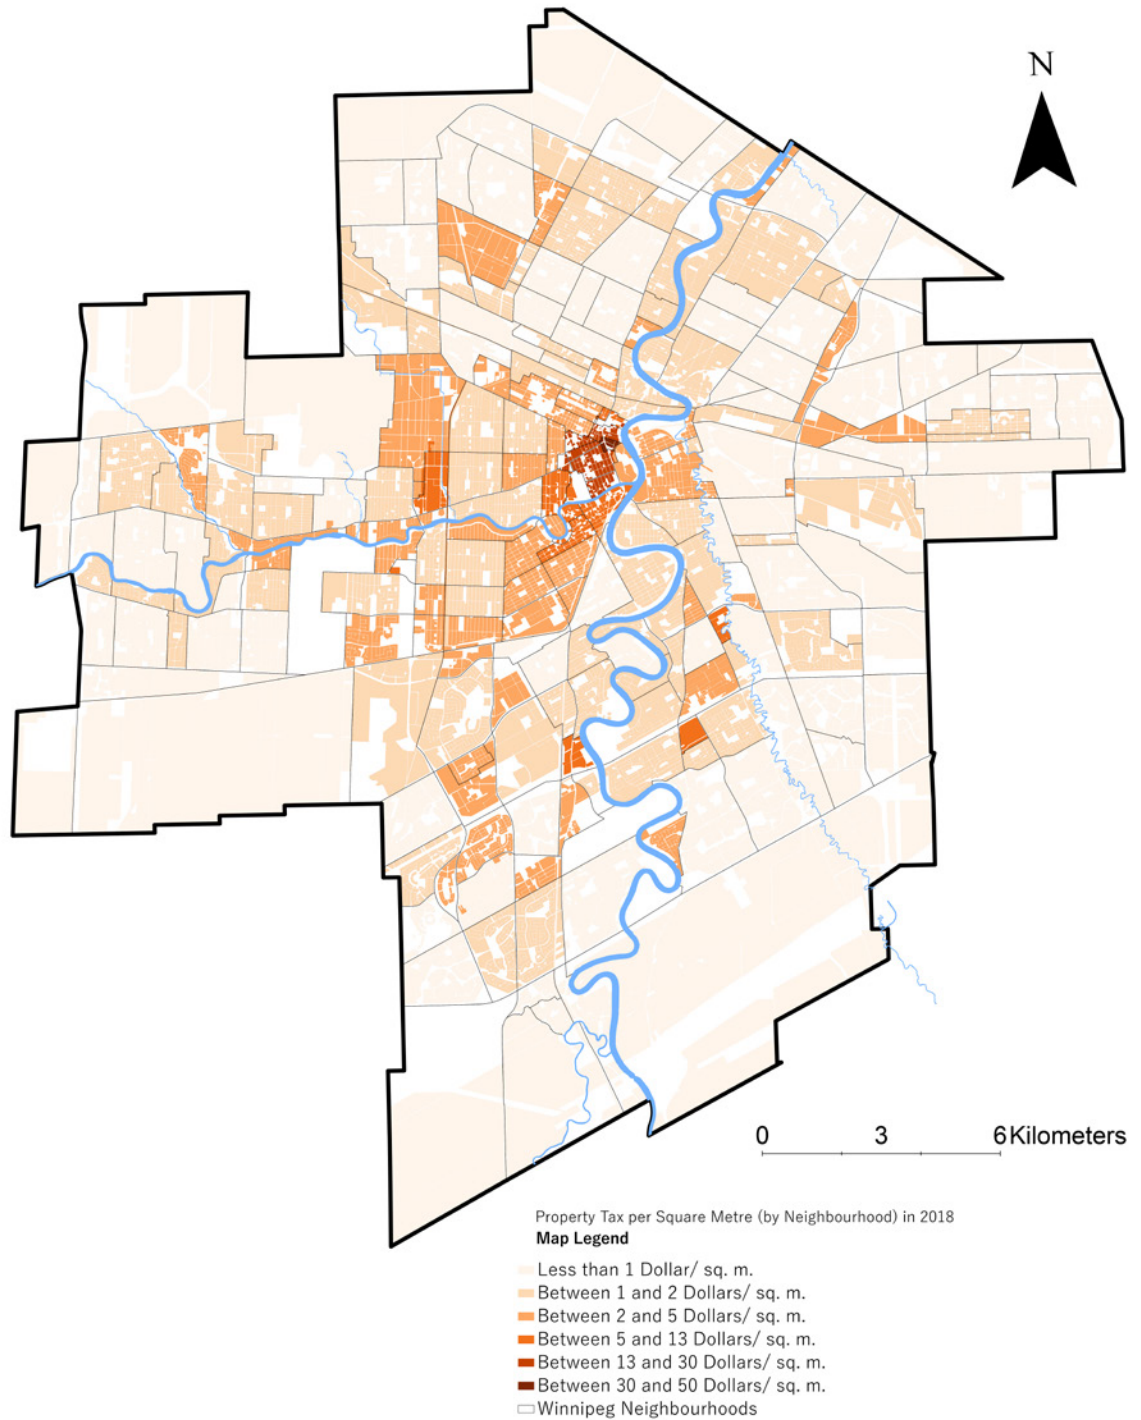 N
0 3 6 Kilometers
Property Tax per Square Metre (by Neighbourhood) in 2018
Map Legend
Less than 1 Dollar/ sq. m.
Between 1 and 2 Dollars/ sq. m.
Between 2 and 5 Dollars/ sq. m.
Between 5 and 13 Dollars/ sq. m.
Between 13 and 30 Dollars/ sq. m.
Between 30 and 50 Dollars/ sq. m.
Winnipeg Neighbourhoods